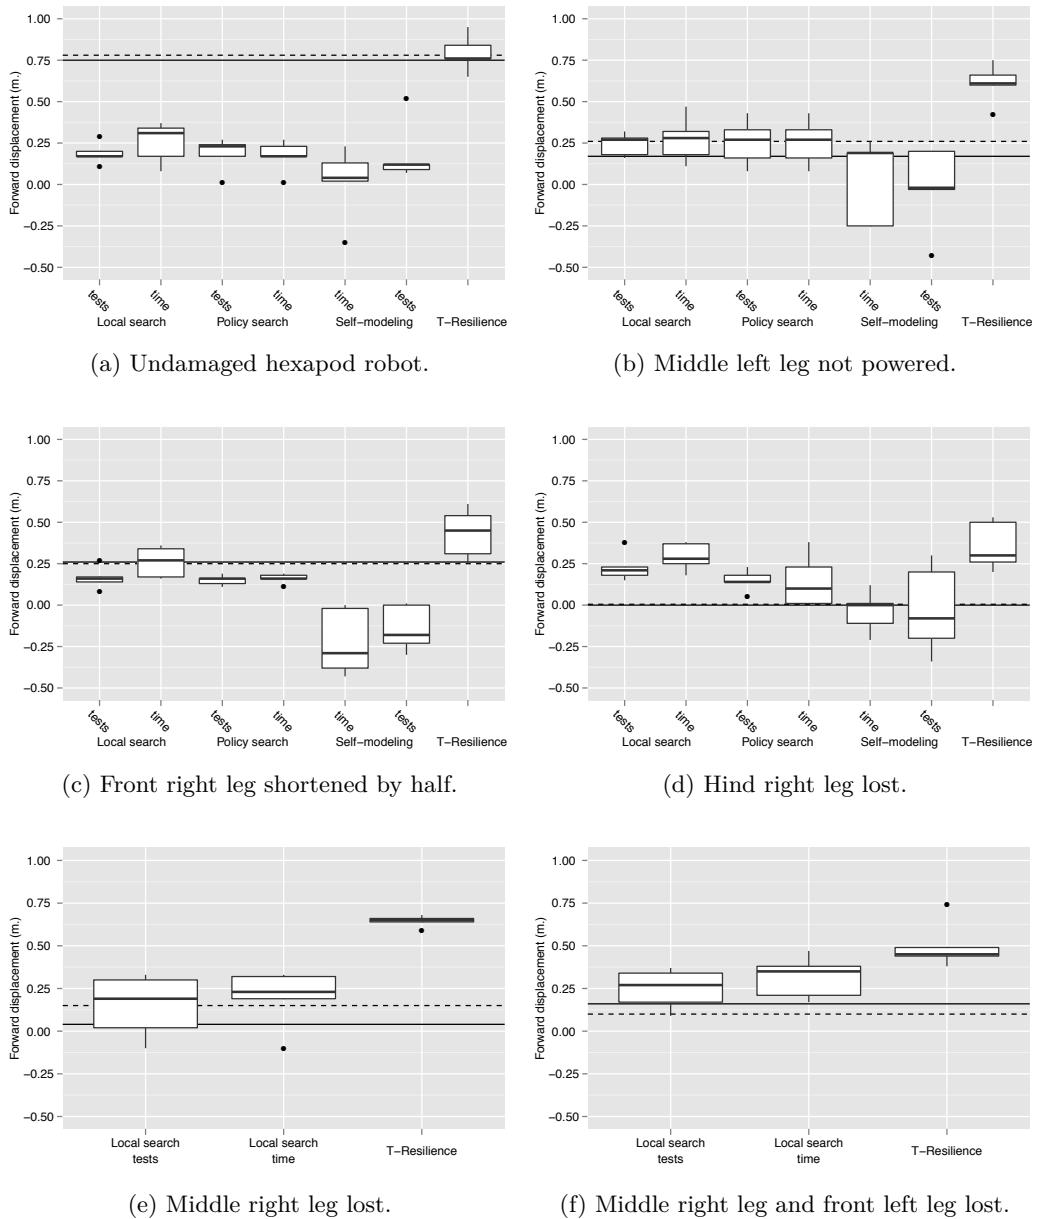 Forward displacement (m.)
1.00
0.75
0.50
0.25
0.00
−0.25
−0.50
tests time tests time time tests
Local search Policy search Self−modeling T−Resilience
(a) Undamaged hexapod robot.
Forward displacement (m.)
1.00
0.75
0.50
0.25
0.00
−0.25
−0.50
tests time tests time time tests
Local search Policy search Self−modeling T−Resilience
(b) Middle left leg not powered.
Forward displacement (m.)
1.00
0.75
0.50
0.25
0.00
−0.25
−0.50
tests time tests time time tests
Local search Policy search Self−modeling T−Resilience
(c) Front right leg shortened by half.
Forward displacement (m.)
1.00
0.75
0.50
0.25
0.00
−0.25
−0.50
tests time tests time time tests
Local search Policy search Self−modeling T−Resilience
(d) Hind right leg lost.
Forward displacement (m.)
1.00
0.75
0.50
0.25
0.00
−0.25
−0.50
Local search
tests
Local search
time
T−Resilience
(e) Middle right leg lost.
Forward displacement (m.)
1.00
0.75
0.50
0.25
0.00
−0.25
−0.50
Local search
tests
Local search
time
T−Resilience
(f) Middle right leg and front left leg lost.